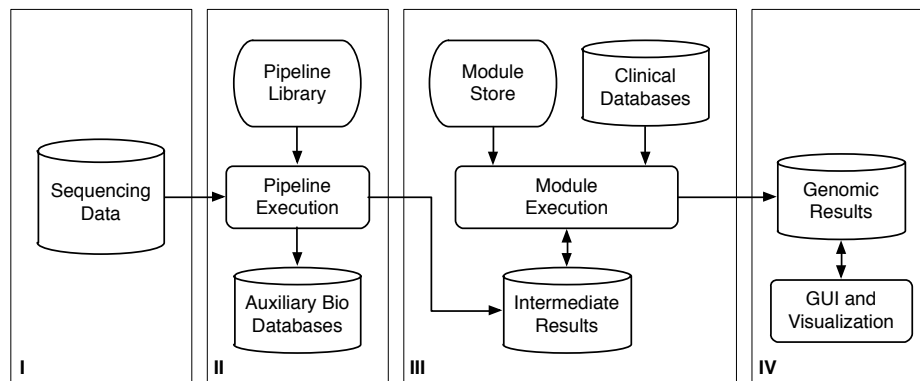 Sequencing
Data
I
Pipeline
Library
Pipeline
Execution
Auxiliary Bio
Databases
II
Module
Store
Clinical
Databases
Module
Execution
Intermediate
Results
III
Genomic
Results
GUI and
Visualization
IV